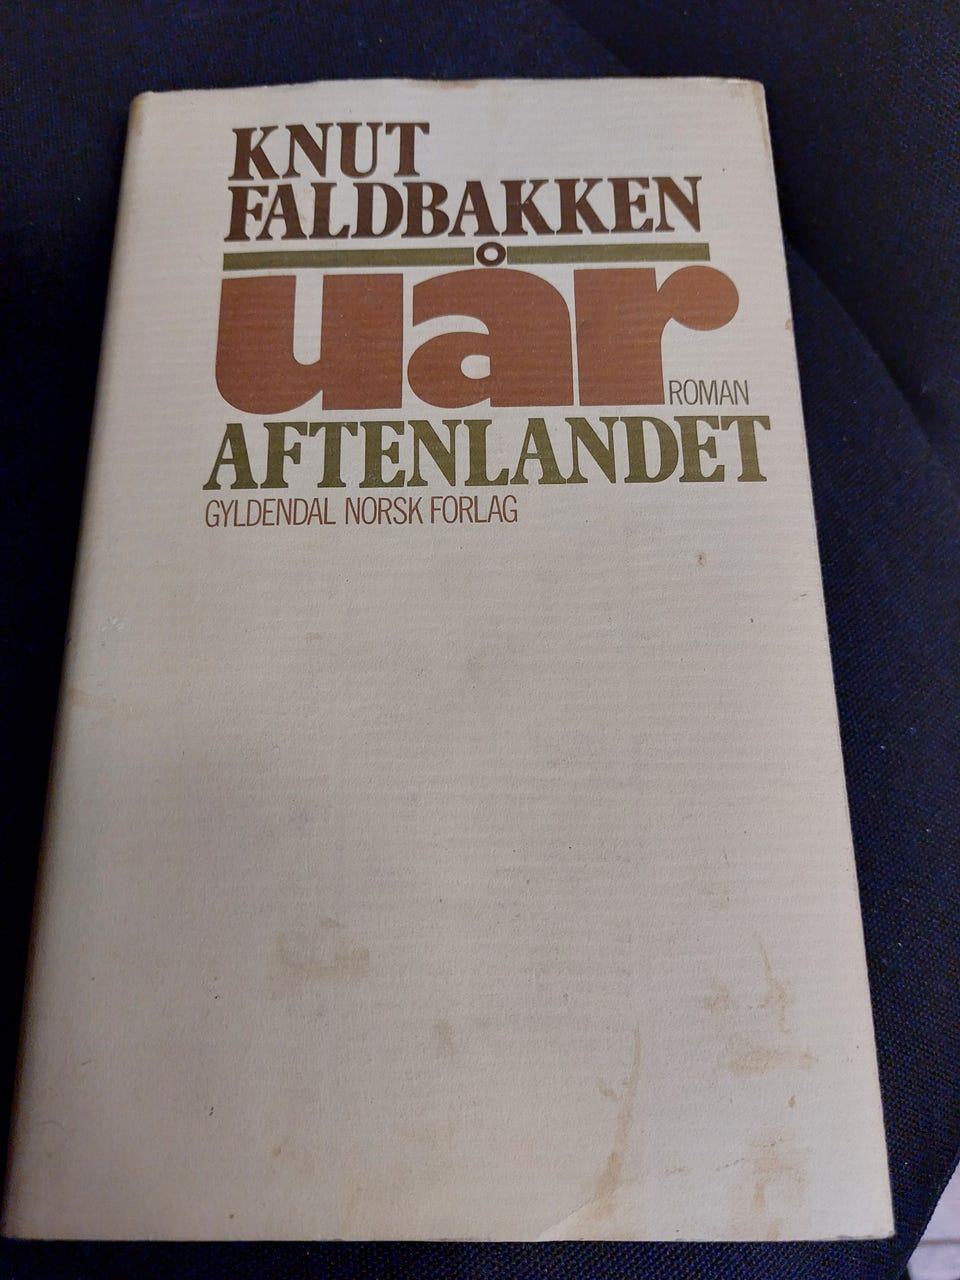 KNUT
FALDBAKKEN
uår
ROMAN
AFTENLANDET
GYLDENDAL NORSK FORLAG